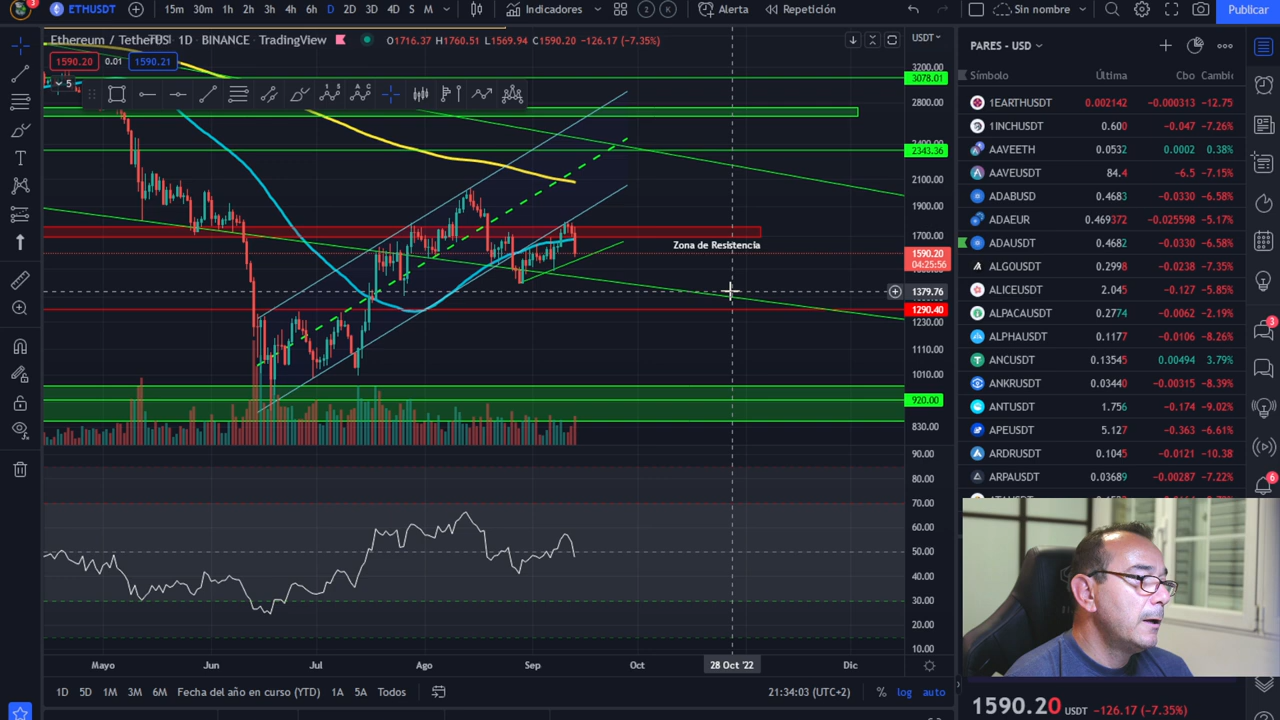 3
ETHUSDT 15m 30m 1h 2h 3h 4h 6h D 2D 3D 4D S M Indicadores 2 K Alerta Repetición Sin nombre Publicar
Ethereum / TetherUS 1D BINANCE TradingView O1716.37 H1760.51 L1569.94 C1590.20 −126.17 (−7.35%) USDT
1590.20 0.01 1590.21
5
3200.00
3078.01
2800.00
2343.36
2100.00
1900.00
1700.00
Zona de Resistencia
1590.20
04:25:56
1379.76
1290.40
1230.00
1110.00
1010.00
920.00
830.00
90.00
80.00
70.00
60.00
50.00
40.00
30.00
20.00
10.00
Mayo Jun Jul Ago Sep Oct 28 Oct '22 Dic
1D 5D 1M 3M 6M Fecha del año en curso (YTD) 1A 5A Todos 21:34:03 (UTC+2) % log auto
PARES - USD
Símbolo Última Cbo Cambio
1EARTHUSDT 0.002142 −0.000313 −12.75
1INCHUSDT 0.600 −0.047 −7.26%
AAVEETH 0.0532 0.0002 0.38%
AAVEUSDT 84.4 −6.5 −7.15%
ADABUSD 0.4683 −0.0330 −6.58%
ADAEUR 0.469372 −0.025598 −5.17%
ADAUSDT 0.4682 −0.0330 −6.58%
ALGOUSDT 0.2998 −0.0238 −7.35%
ALICEUSDT 2.045 −0.127 −5.85%
ALPACAUSDT 0.2774 −0.0062 −2.19%
ALPHAUSDT 0.1177 −0.0106 −8.26%
ANCUSDT 0.13545 0.00494 3.79%
ANKRUSDT 0.03440 −0.00315 −8.39%
ANTUSDT 1.756 −0.174 −9.02%
APEUSDT 5.127 −0.363 −6.61%
ARDRUSDT 0.1045 −0.0121 −10.38
ARPAUSDT 0.03689 −0.00287 −7.22%
3
6
1590.20 USDT −126.17 (−7.35%)